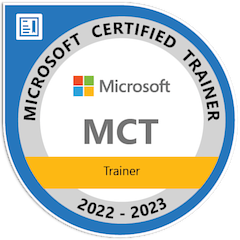 MICROSOFT CERTIFIED TRAINER
Microsoft
MCT
Trainer
2022 - 2023